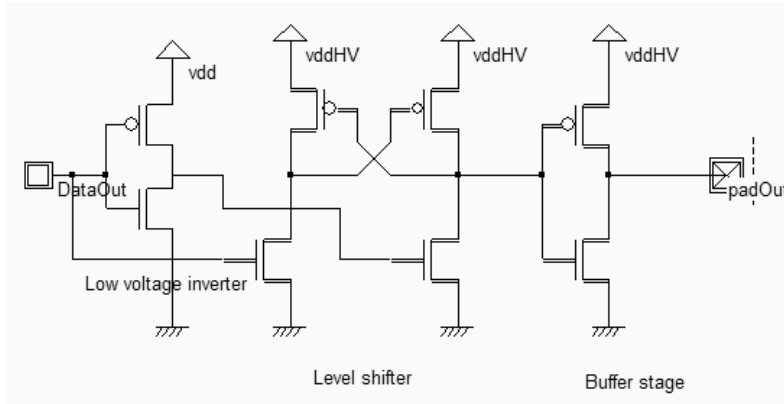 vdd
vddHV
vddHV
vddHV
DataOut
padOut
Low voltage inverter
Level shifter
Buffer stage